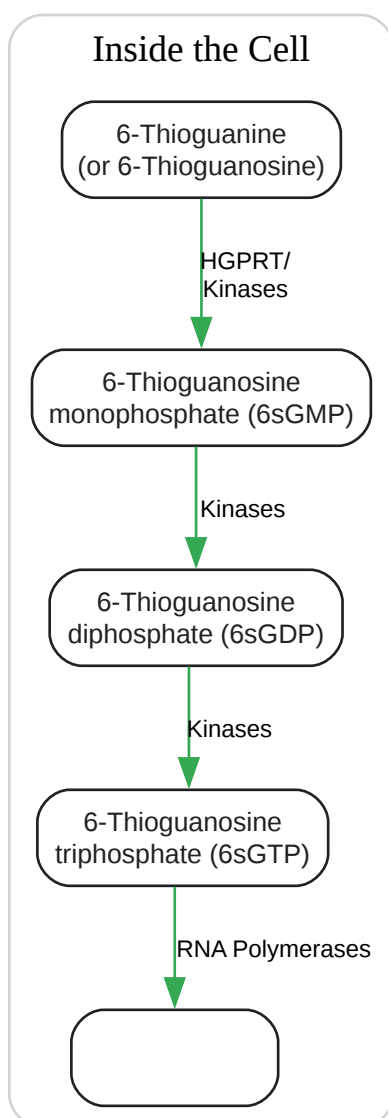 Inside the Cell
6-Thioguanine
(or 6-Thioguanosine)
HGPRT/
Kinases
6-Thioguanosine
monophosphate (6sGMP)
Kinases
6-Thioguanosine
diphosphate (6sGDP)
Kinases
6-Thioguanosine
triphosphate (6sGTP)
RNA Polymerases